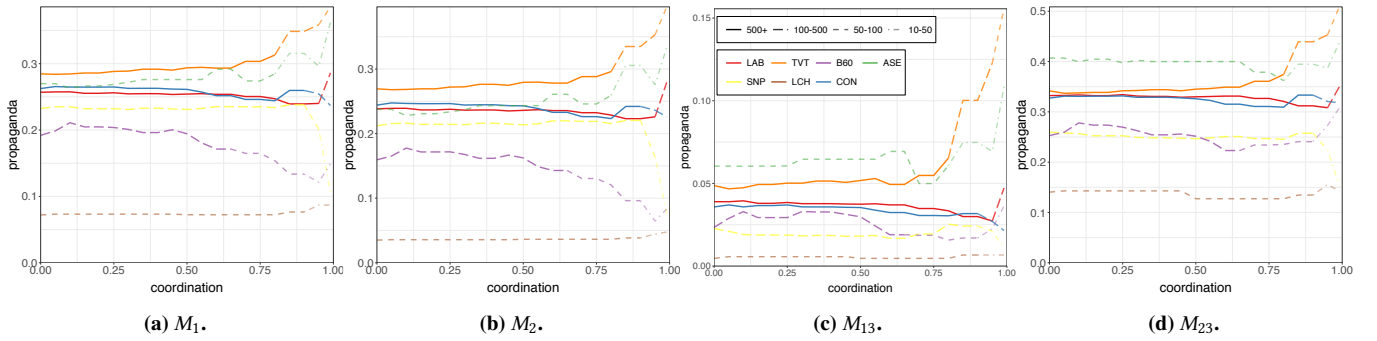 propaganda
0.3
0.2
0.1
0.0
0.00 0.25 0.50 0.75 1.00
coordination
(a) M1.
propaganda
0.3
0.2
0.1
0.0
0.00 0.25 0.50 0.75 1.00
coordination
(b) M2.
propaganda
0.15
0.10
0.05
0.00
500+ 100-500 50-100 10-50
LAB TVT B60 ASE
SNP LCH CON
0.00 0.25 0.50 0.75 1.00
coordination
(c) M13.
propaganda
0.5
0.4
0.3
0.2
0.1
0.0
0.00 0.25 0.50 0.75 1.00
coordination
(d) M23.